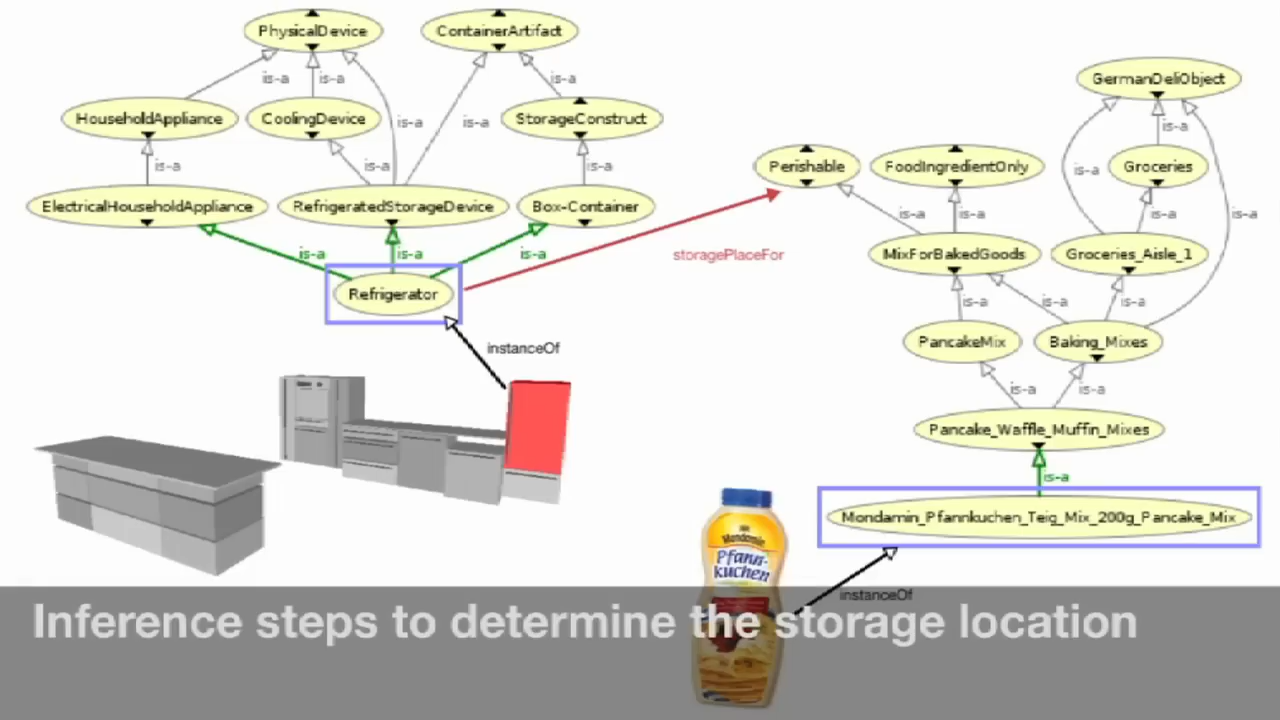 PhysicalDevice
ContainerArtifact
is-a
is-a
is-a
GermanDeliObject
HouseholdAppliance
CoolingDevice
is-a
is-a
StorageConstruct
is-a
is-a
is-a
is-a
Perishable
FoodIngredientOnly
is-a
Groceries
ElectricalHouseholdAppliance
RefrigeratedStorageDevice
Box-Container
is-a
is-a
is-a
is-a
is-a
is-a
is-a
storagePlaceFor
MixForBakedGoods
Groceries_Aisle_1
Refrigerator
is-a
is-a
is-a
instanceOf
PancakeMix
Baking_Mixes
is-a
is-a
Pancake_Waffle_Muffin_Mixes
is-a
Mondamin_Pfannkuchen_Teig_Mix_200g_Pancake_Mix
Mondamin
Pfann-
kuchen
instanceOf
Inference steps to determine the storage location